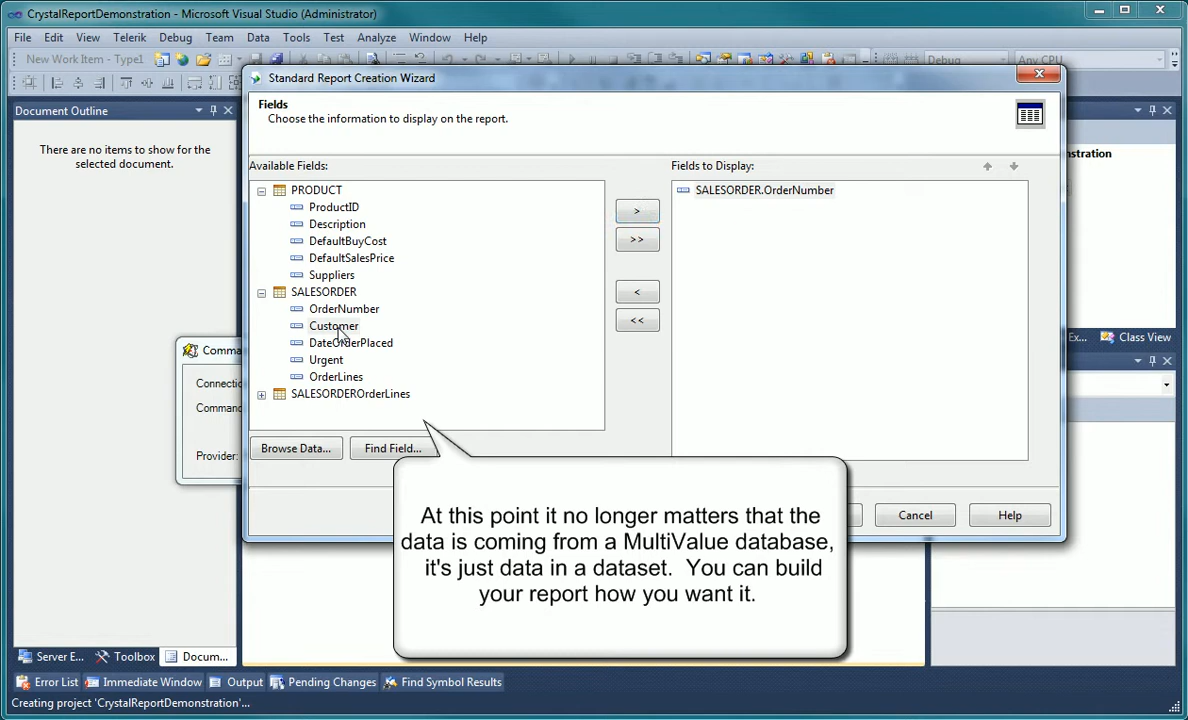 CrystalReportDemonstration - Microsoft Visual Studio (Administrator)
File Edit View Telerik Debug Team Data Tools Test Analyze Window Help
New Work Item - Type1 Debug Any CPU
Document Outline
There are no items to show for the
selected document.
Standard Report Creation Wizard
Fields
Choose the information to display on the report.
Available Fields:
PRODUCT
ProductID
Description
DefaultBuyCost
DefaultSalesPrice
Suppliers
SALESORDER
OrderNumber
Customer
DateOrderPlaced
Urgent
OrderLines
SALESORDEROrderLines
Browse Data... Find Field...
>
>>
<
<<
Fields to Display:
SALESORDER.OrderNumber
Cancel Help
At this point it no longer matters that the
data is coming from a MultiValue database,
it's just data in a dataset. You can build
your report how you want it.
Comma
Connectio
Command
Provider:
nstration
Ex... Class View
Server E... Toolbox Docum...
Error List Immediate Window Output Pending Changes Find Symbol Results
Creating project 'CrystalReportDemonstration'...